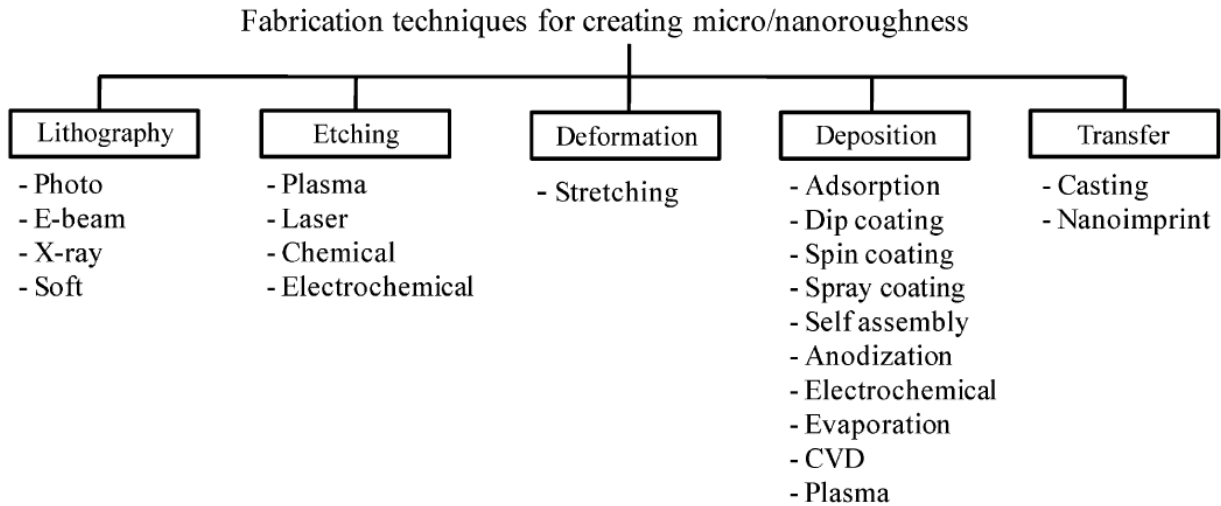 Fabrication techniques for creating micro/nanoroughness
Lithography
- Photo
- E-beam
- X-ray
- Soft
Etching
- Plasma
- Laser
- Chemical
- Electrochemical
Deformation
- Stretching
Deposition
- Adsorption
- Dip coating
- Spin coating
- Spray coating
- Self assembly
- Anodization
- Electrochemical
- Evaporation
- CVD
- Plasma
Transfer
- Casting
- Nanoimprint